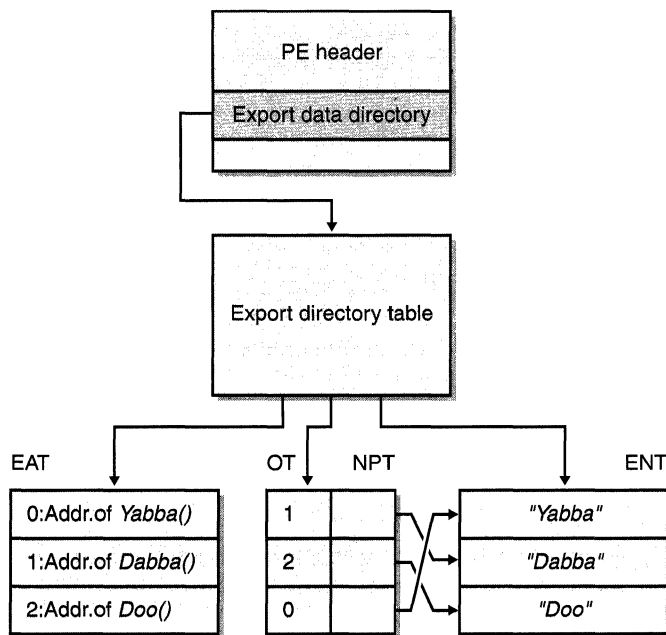 PE header
Export data directory
Export directory table
EAT
OT
NPT
ENT
0:Addr.of Yabba()
1:Addr.of Dabba()
2:Addr.of Doo()
1
2
0
"Yabba"
"Dabba"
"Doo"